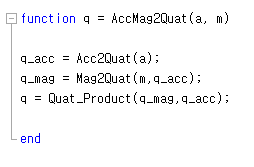 function q = AccMag2Quat(a, m)
q_acc = Acc2Quat(a);
q_mag = Mag2Quat(m,q_acc);
q = Quat_Product(q_mag,q_acc);
end